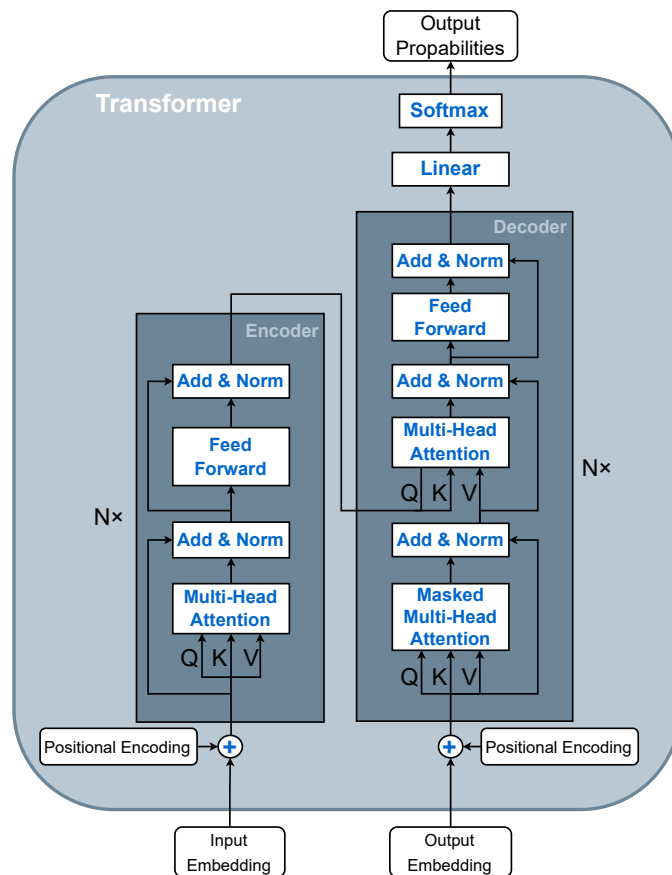 Output
Propabilities
Transformer
Softmax
Linear
Decoder
Add & Norm
Feed
Forward
Add & Norm
Multi-Head
Attention
Q K V
N×
Add & Norm
Masked
Multi-Head
Attention
Q K V
Encoder
Add & Norm
Feed
Forward
N×
Add & Norm
Multi-Head
Attention
Q K V
Positional Encoding
+
+
Positional Encoding
Input
Embedding
Output
Embedding